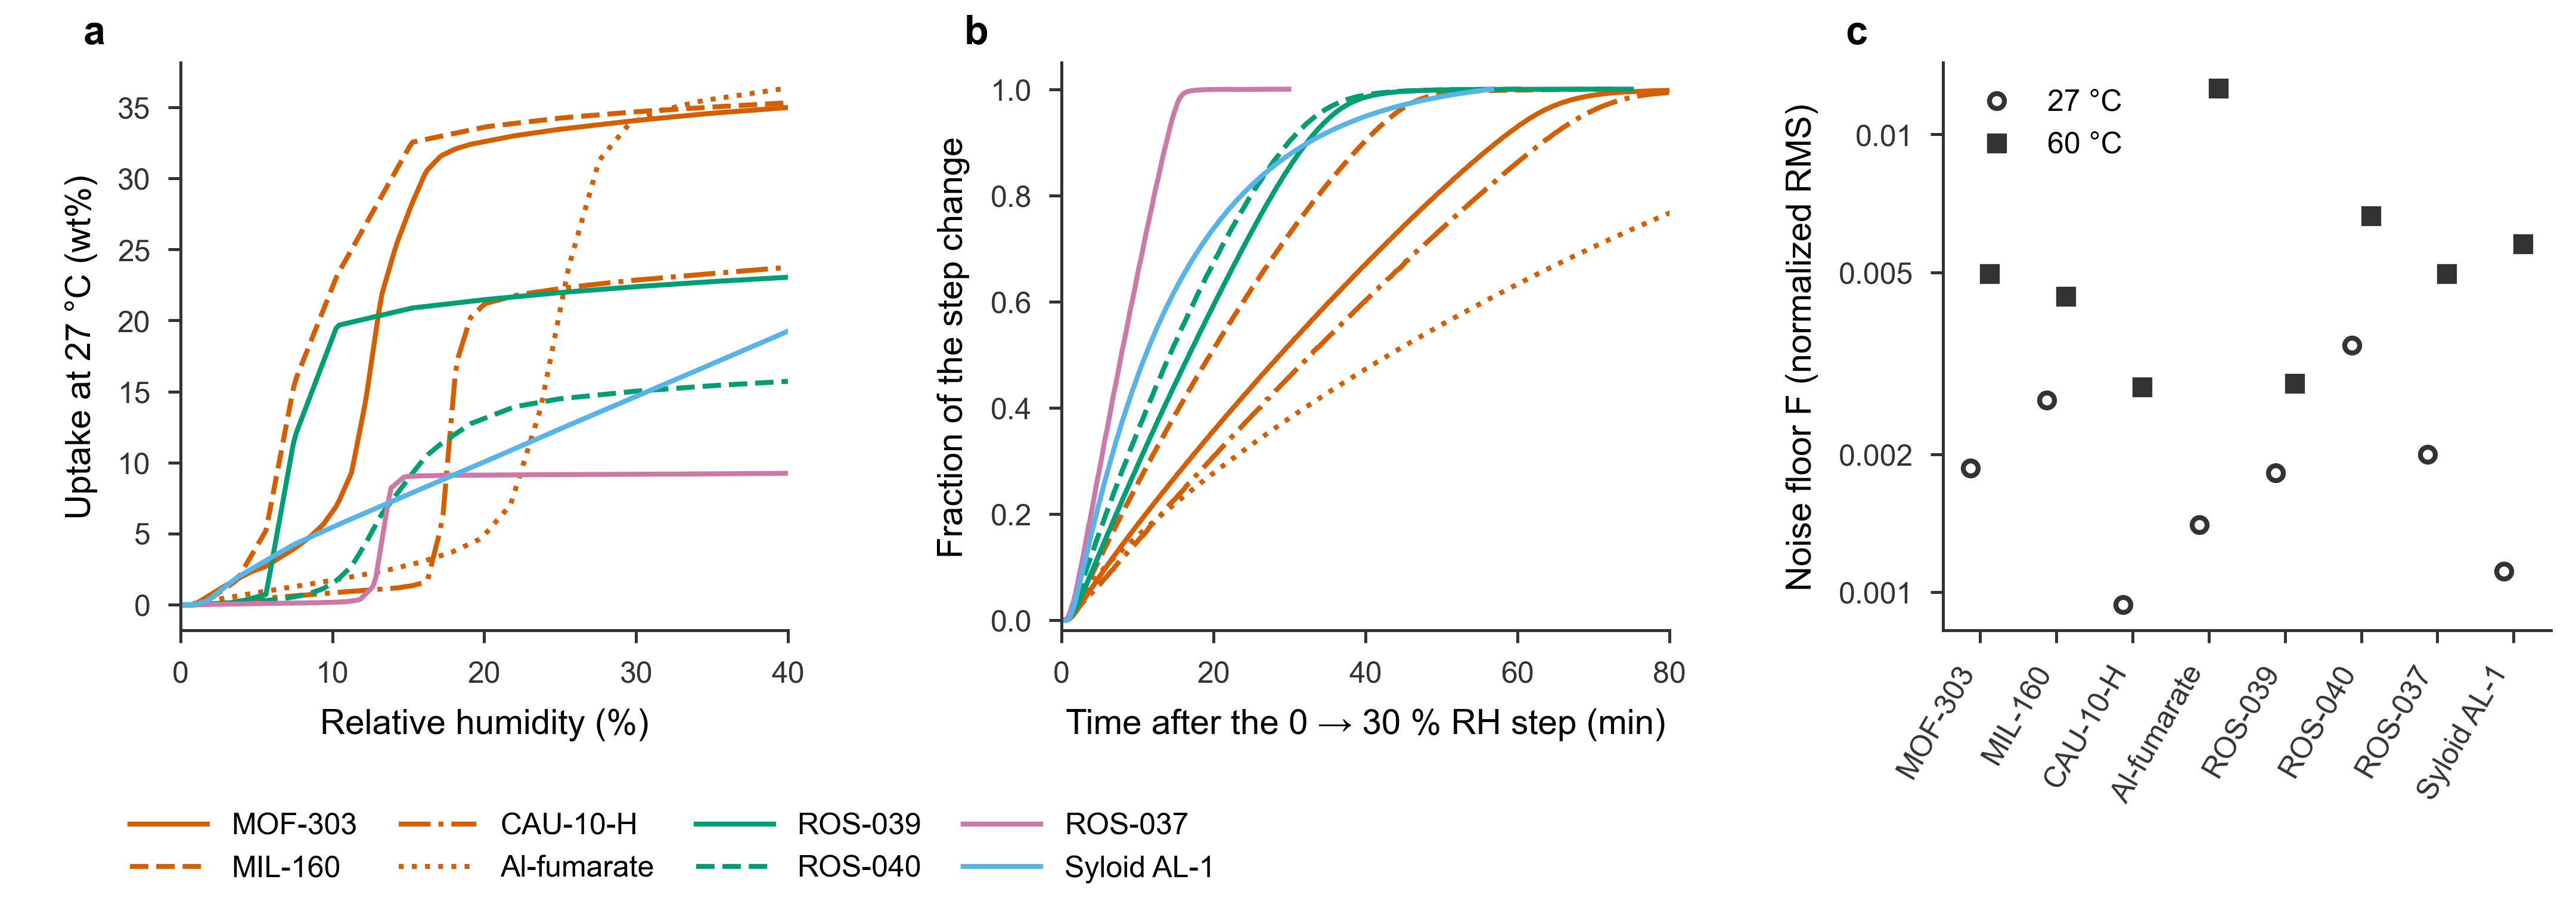 a
Uptake at 27 °C (wt%)
35
30
25
20
15
10
5
0
0 10 20 30 40
Relative humidity (%)
b
Fraction of the step change
1.0
0.8
0.6
0.4
0.2
0.0
0 20 40 60 80
Time after the 0 → 30 % RH step (min)
c
Noise floor F (normalized RMS)
27 °C
60 °C
0.01
0.005
0.002
0.001
MOF-303
MIL-160
CAU-10-H
Al-fumarate
ROS-039
ROS-040
ROS-037
Syloid AL-1
MOF-303 CAU-10-H ROS-039 ROS-037
MIL-160 Al-fumarate ROS-040 Syloid AL-1